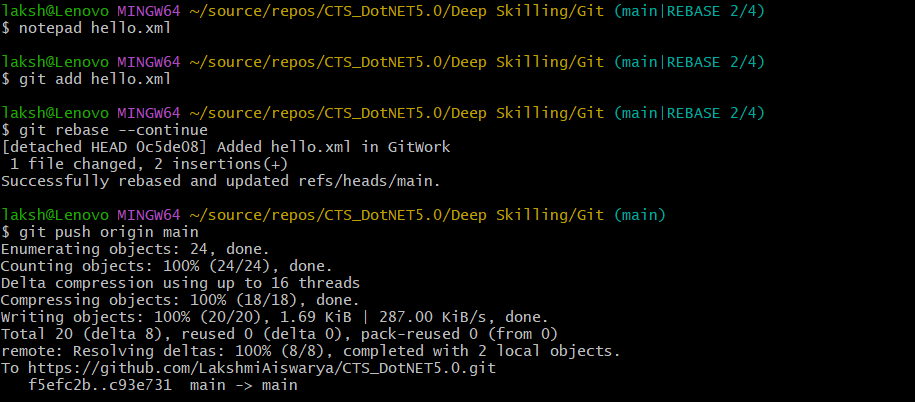 laksh@Lenovo MINGW64 ~/source/repos/CTS_DotNET5.0/Deep Skilling/Git (main|REBASE 2/4)
$ notepad hello.xml
laksh@Lenovo MINGW64 ~/source/repos/CTS_DotNET5.0/Deep Skilling/Git (main|REBASE 2/4)
$ git add hello.xml
laksh@Lenovo MINGW64 ~/source/repos/CTS_DotNET5.0/Deep Skilling/Git (main|REBASE 2/4)
$ git rebase --continue
[detached HEAD 0c5de08] Added hello.xml in GitWork
 1 file changed, 2 insertions(+)
Successfully rebased and updated refs/heads/main.
laksh@Lenovo MINGW64 ~/source/repos/CTS_DotNET5.0/Deep Skilling/Git (main)
$ git push origin main
Enumerating objects: 24, done.
Counting objects: 100% (24/24), done.
Delta compression using up to 16 threads
Compressing objects: 100% (18/18), done.
Writing objects: 100% (20/20), 1.69 KiB | 287.00 KiB/s, done.
Total 20 (delta 8), reused 0 (delta 0), pack-reused 0 (from 0)
remote: Resolving deltas: 100% (8/8), completed with 2 local objects.
To https://github.com/LakshmiAiswarya/CTS_DotNET5.0.git
   f5efc2b..c93e731  main -> main